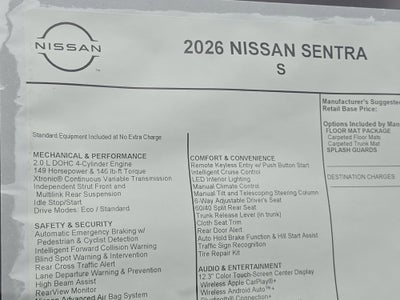 NISSAN
2026 NISSAN SENTRA
S
Manufacturer's Suggested
Retail Base Price:
Options Included by Man
FLOOR MAT PACKAGE
Carpeted Floor Mats
Carpeted Trunk Mat
SPLASH GUARDS
DESTINATION CHARGES
Standard Equipment Included at No Extra Charge
MECHANICAL & PERFORMANCE
2.0 L DOHC 4-Cylinder Engine
149 Horsepower & 146 lb-ft Torque
Xtronic® Continuous Variable Transmission
Independent Strut Front and
Multilink Rear Suspension
Idle Stop/Start
Drive Modes: Eco / Standard
SAFETY & SECURITY
Automatic Emergency Braking w/
Pedestrian & Cyclist Detection
Intelligent Forward Collision Warning
Blind Spot Warning & Intervention
Rear Cross Traffic Alert
Lane Departure Warning & Prevention
High Beam Assist
RearView Monitor
Nissan Advanced Air Bag System
COMFORT & CONVENIENCE
Remote Keyless Entry w/ Push Button Start
Intelligent Cruise Control
LED Interior Lighting
Manual Climate Control
Manual Tilt and Telescoping Steering Column
6-Way Adjustable Driver's Seat
60/40 Split Rear Seat
Trunk Release Lever (in trunk)
Cloth Seat Trim
Rear Door Alert
Auto Hold Brake Function & Hill Start Assist
Traffic Sign Recognition
Tire Repair Kit
AUDIO & ENTERTAINMENT
12.3" Color Touch-Screen Center Display
Wireless Apple CarPlay®+
Wireless Android Auto™+